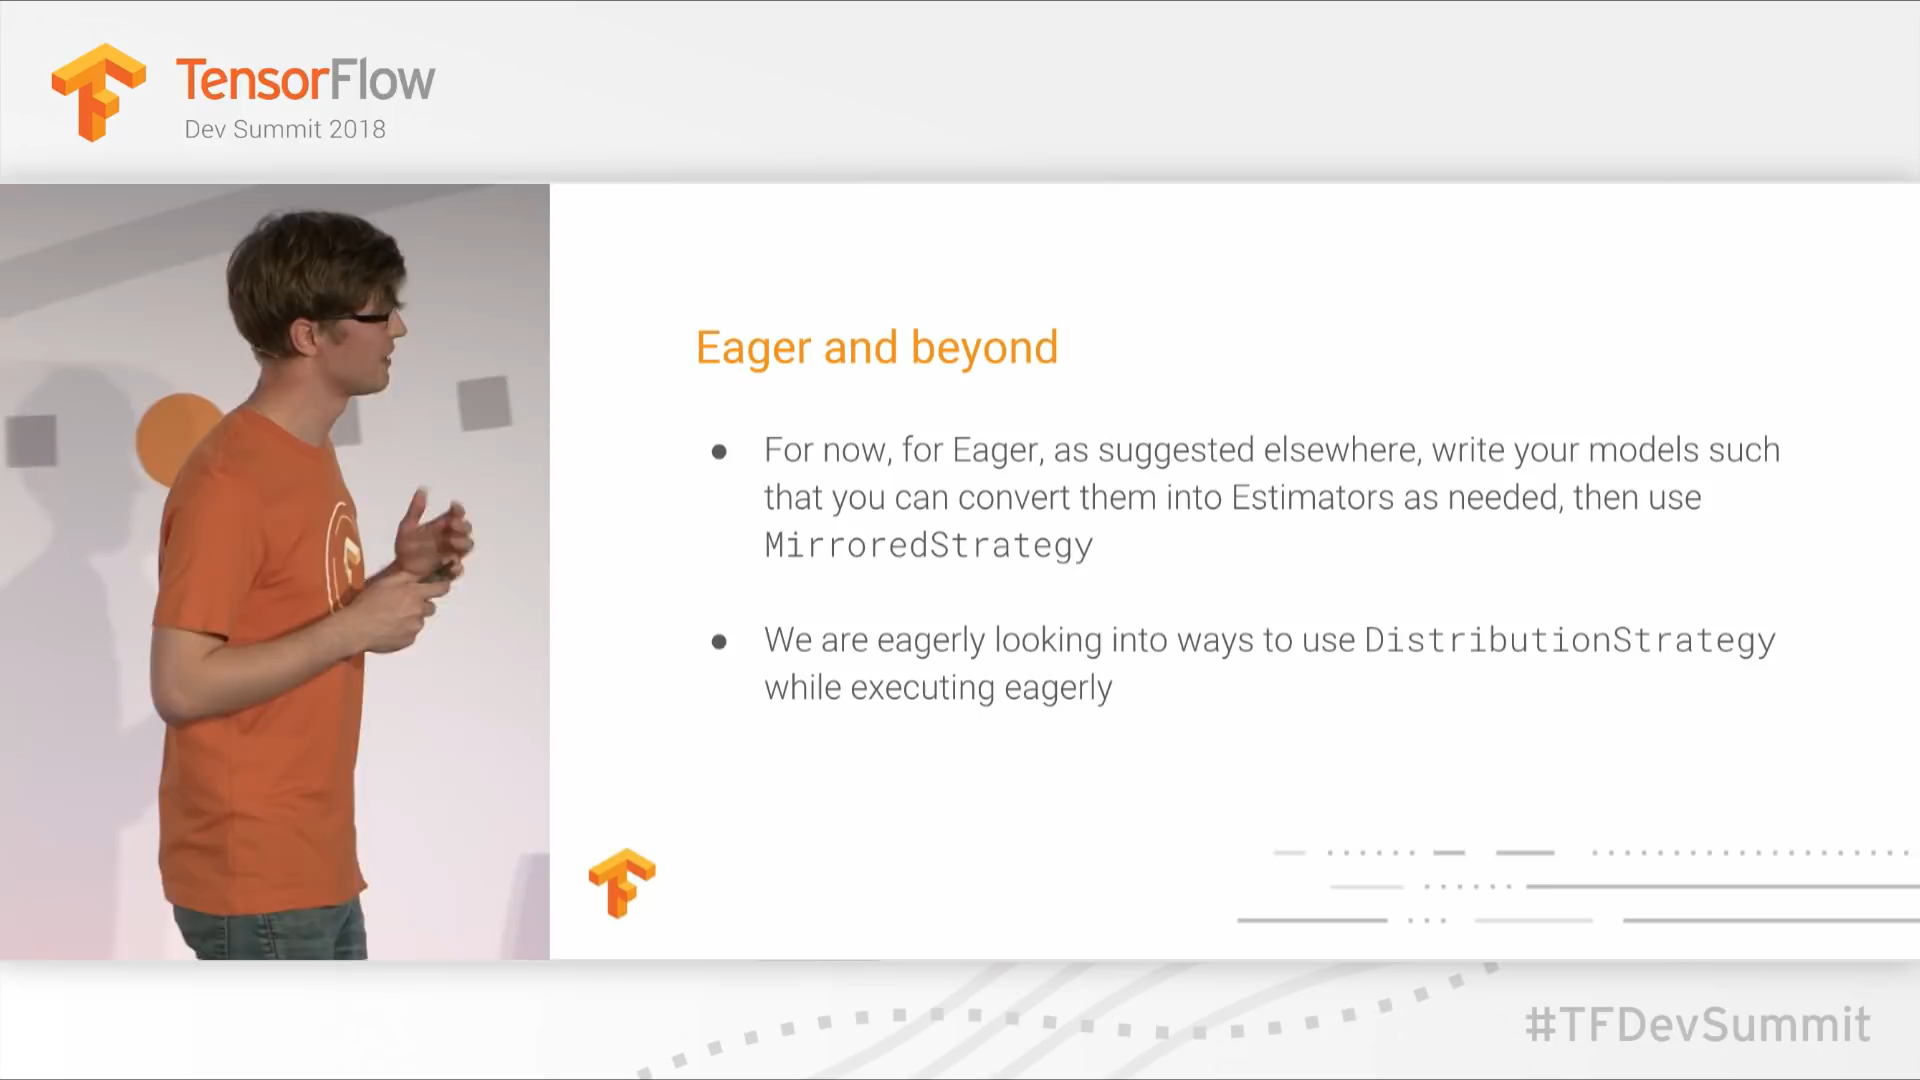 TensorFlow
Dev Summit 2018
Eager and beyond
● For now, for Eager, as suggested elsewhere, write your models such
that you can convert them into Estimators as needed, then use
MirroredStrategy
● We are eagerly looking into ways to use DistributionStrategy
while executing eagerly
#TFDevSummit